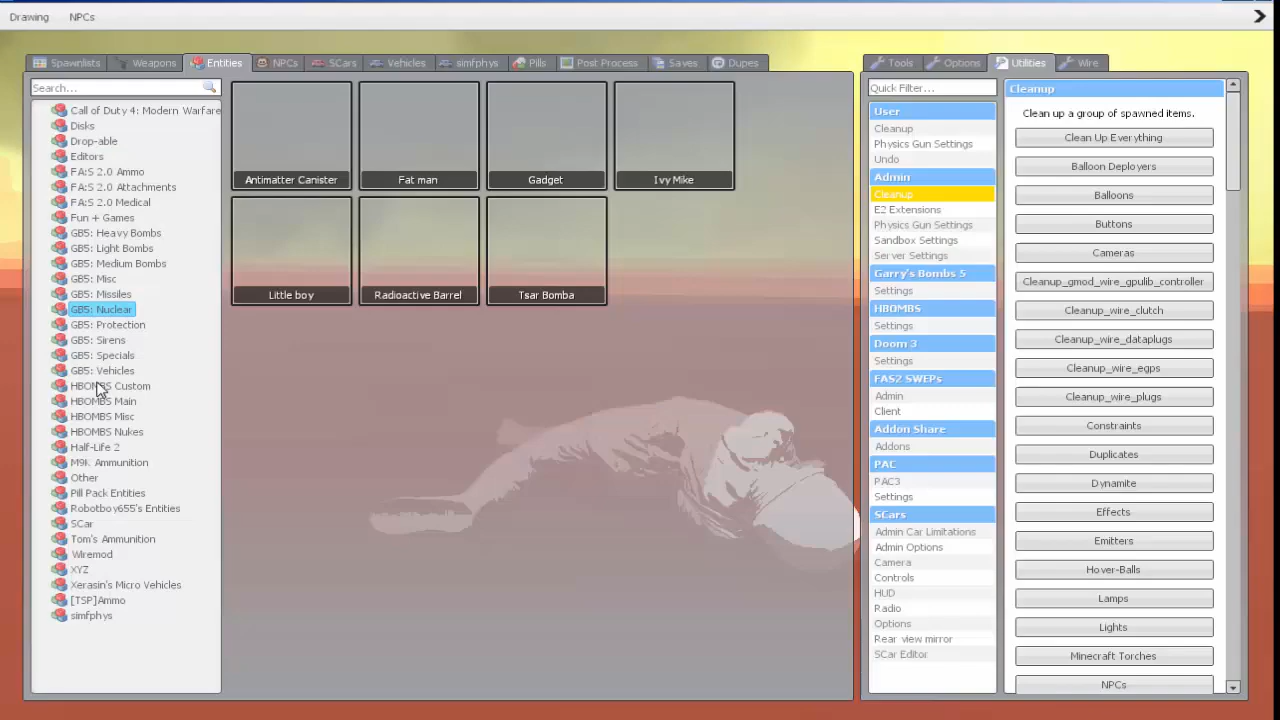 Drawing NPCs
Spawnlists Weapons Entities NPCs SCars Vehicles simfphys Pills Post Process Saves Dupes
Tools Options Utilities Wire
Search...
Call of Duty 4: Modern Warfare
Disks
Drop-able
Editors
FA:S 2.0 Ammo
FA:S 2.0 Attachments
FA:S 2.0 Medical
Fun + Games
GB5: Heavy Bombs
GB5: Light Bombs
GB5: Medium Bombs
GB5: Misc
GB5: Missiles
GB5: Nuclear
GB5: Protection
GB5: Sirens
GB5: Specials
GB5: Vehicles
HBOMBS Custom
HBOMBS Main
HBOMBS Misc
HBOMBS Nukes
Half-Life 2
M9K Ammunition
Other
Pill Pack Entities
Robotboy655's Entities
SCar
Tom's Ammunition
Wiremod
XYZ
Xerasin's Micro Vehicles
[TSP]Ammo
simfphys
Antimatter Canister
Fat man
Gadget
Ivy Mike
Little boy
Radioactive Barrel
Tsar Bomba
Quick Filter...
User
Cleanup
Physics Gun Settings
Undo
Admin
Cleanup
E2 Extensions
Physics Gun Settings
Sandbox Settings
Server Settings
Garry's Bombs 5
Settings
HBOMBS
Settings
Doom 3
Settings
FAS2 SWEPs
Admin
Client
Addon Share
Addons
PAC
PAC3
Settings
SCars
Admin Car Limitations
Admin Options
Camera
Controls
HUD
Radio
Options
Rear view mirror
SCar Editor
Cleanup
Clean up a group of spawned items.
Clean Up Everything
Balloon Deployers
Balloons
Buttons
Cameras
Cleanup_gmod_wire_gpulib_controller
Cleanup_wire_clutch
Cleanup_wire_dataplugs
Cleanup_wire_egps
Cleanup_wire_plugs
Constraints
Duplicates
Dynamite
Effects
Emitters
Hover-Balls
Lamps
Lights
Minecraft Torches
NPCs